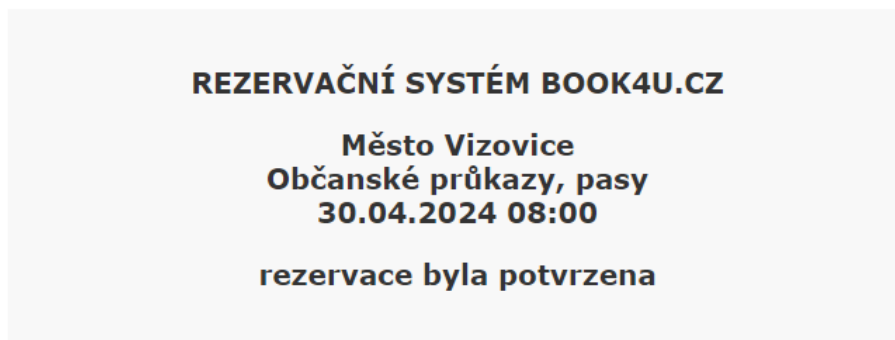 REZERVAČNÍ SYSTÉM BOOK4U.CZ
Město Vizovice
Občanské průkazy, pasy
30.04.2024 08:00
rezervace byla potvrzena